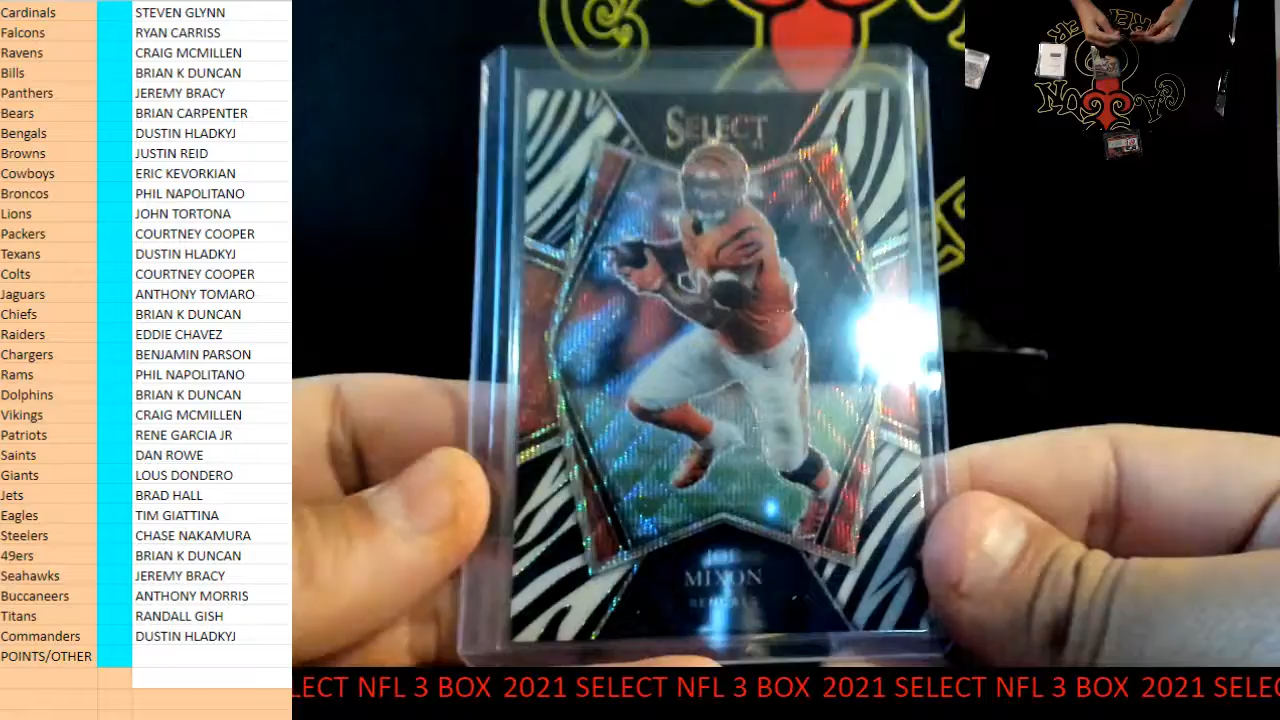 Cardinals STEVEN GLYNN
Falcons RYAN CARRISS
Ravens CRAIG MCMILLEN
Bills BRIAN K DUNCAN
Panthers JEREMY BRACY
Bears BRIAN CARPENTER
Bengals DUSTIN HLADKYJ
Browns JUSTIN REID
Cowboys ERIC KEVORKIAN
Broncos PHIL NAPOLITANO
Lions JOHN TORTONA
Packers COURTNEY COOPER
Texans DUSTIN HLADKYJ
Colts COURTNEY COOPER
Jaguars ANTHONY TOMARO
Chiefs BRIAN K DUNCAN
Raiders EDDIE CHAVEZ
Chargers BENJAMIN PARSON
Rams PHIL NAPOLITANO
Dolphins BRIAN K DUNCAN
Vikings CRAIG MCMILLEN
Patriots RENE GARCIA JR
Saints DAN ROWE
Giants LOUS DONDERO
Jets BRAD HALL
Eagles TIM GIATTINA
Steelers CHASE NAKAMURA
49ers BRIAN K DUNCAN
Seahawks JEREMY BRACY
Buccaneers ANTHONY MORRIS
Titans RANDALL GISH
Commanders DUSTIN HLADKYJ
POINTS/OTHER
SELECT
JOE
MIXON
BENGALS
LECT NFL 3 BOX 2021 SELECT NFL 3 BOX 2021 SELECT NFL 3 BOX 2021 SELEC